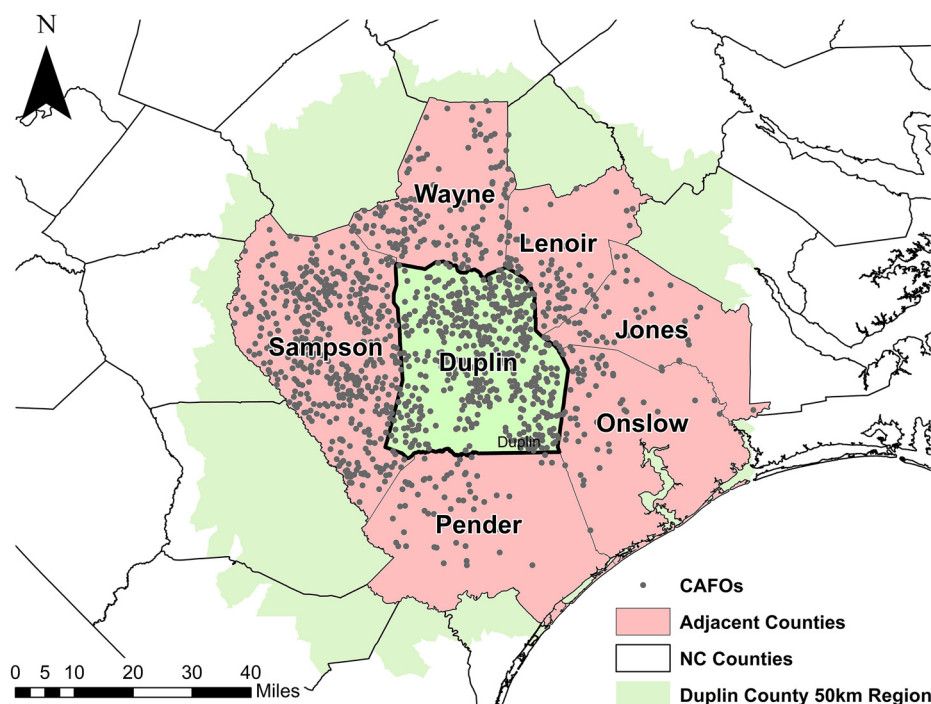 N
Wayne
Lenoir
Jones
Sampson
Duplin
Onslow
Duplin
Pender
CAFOs
Adjacent Counties
NC Counties
Duplin County 50km Region
0 5 10 20 30 40
Miles